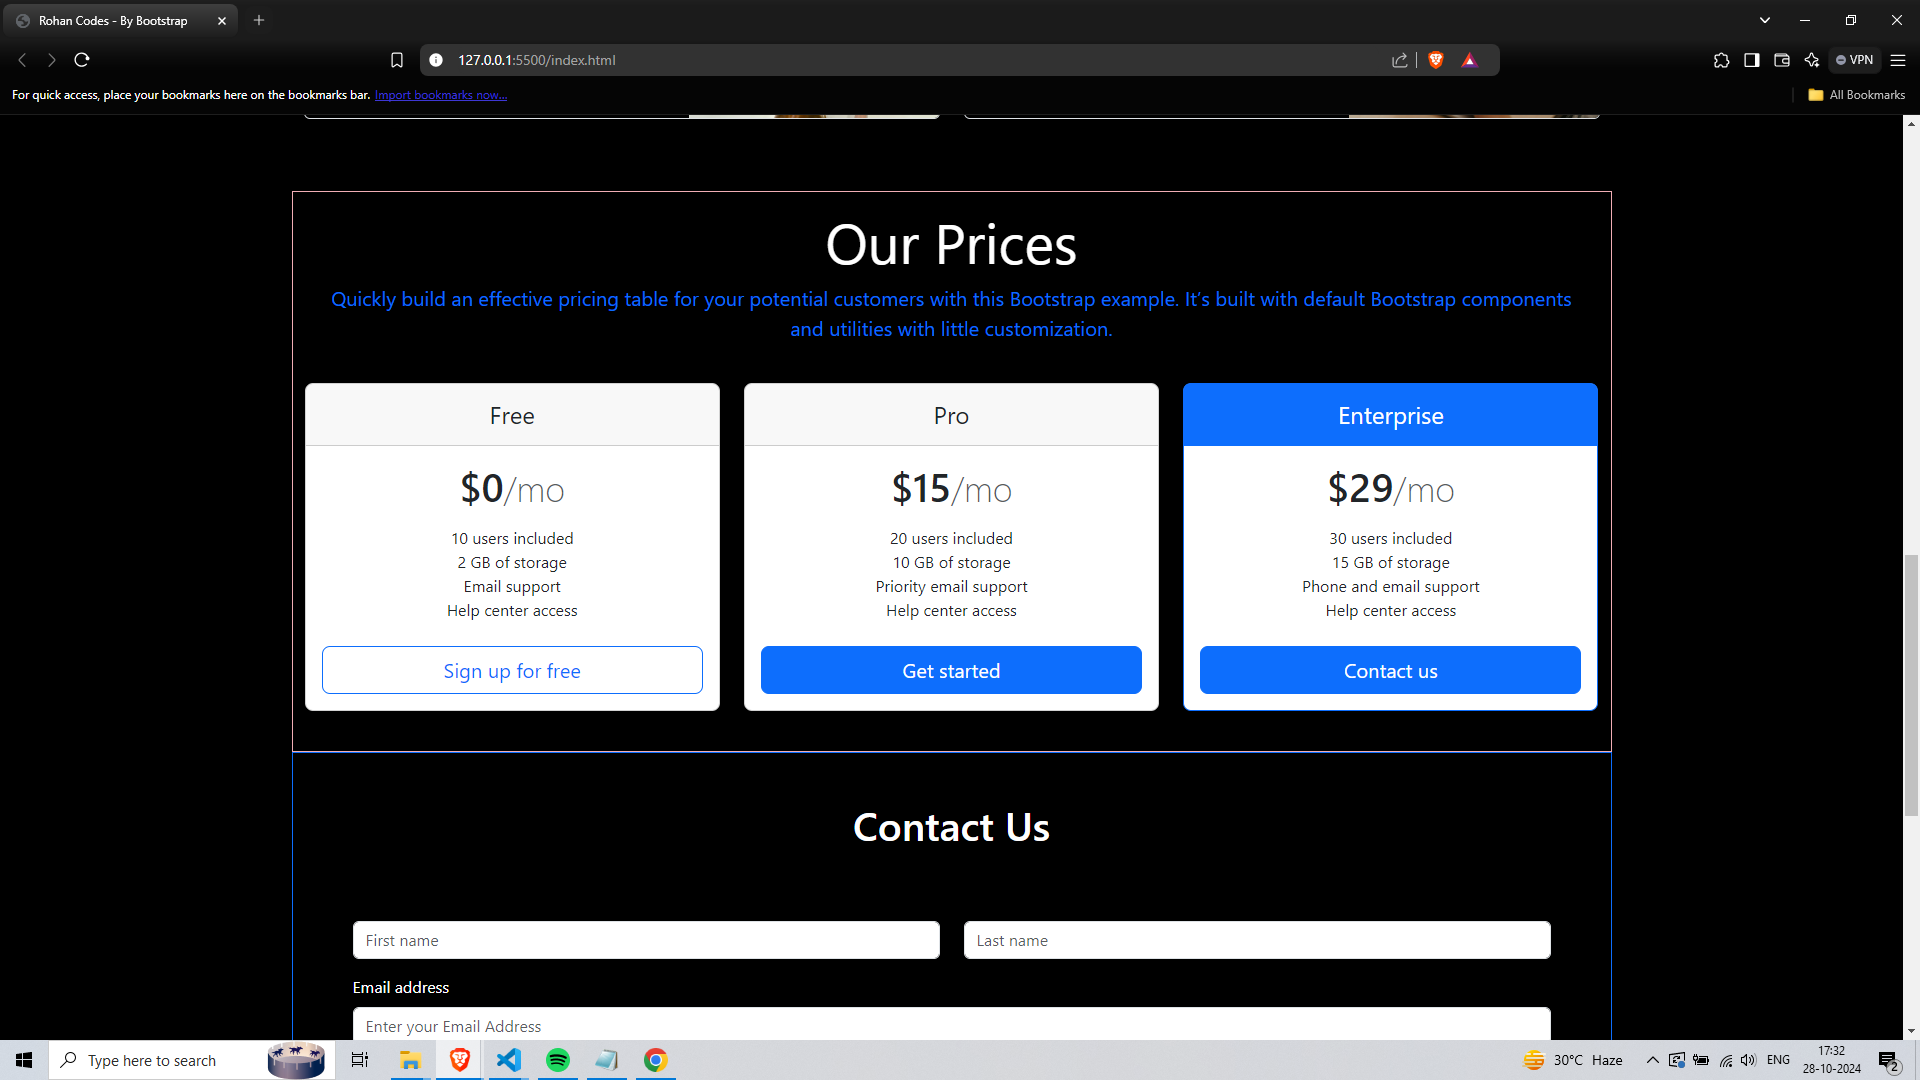 Rohan Codes - By Bootstrap
127.0.0.1:5500/index.html
VPN
For quick access, place your bookmarks here on the bookmarks bar. Import bookmarks now...
All Bookmarks
Our Prices
Quickly build an effective pricing table for your potential customers with this Bootstrap example. It’s built with default Bootstrap components
and utilities with little customization.
Free
$0/mo
10 users included
2 GB of storage
Email support
Help center access
Sign up for free
Pro
$15/mo
20 users included
10 GB of storage
Priority email support
Help center access
Get started
Enterprise
$29/mo
30 users included
15 GB of storage
Phone and email support
Help center access
Contact us
Contact Us
First name
Last name
Email address
Enter your Email Address
Type here to search
30°C Haze
ENG
17:32
28-10-2024
2